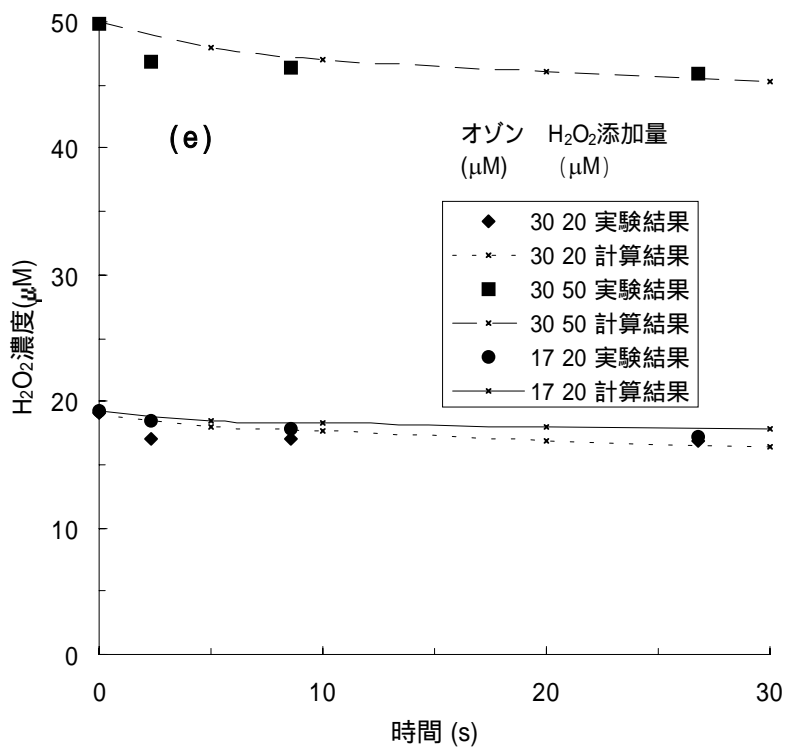 50
40
30
20
10
0
H₂O₂濃度(μM)
(e)
オゾン H₂O₂添加量
(μM) (μM)
30 20 実験結果
30 20 計算結果
30 50 実験結果
30 50 計算結果
17 20 実験結果
17 20 計算結果
0 10 20 30
時間 (s)